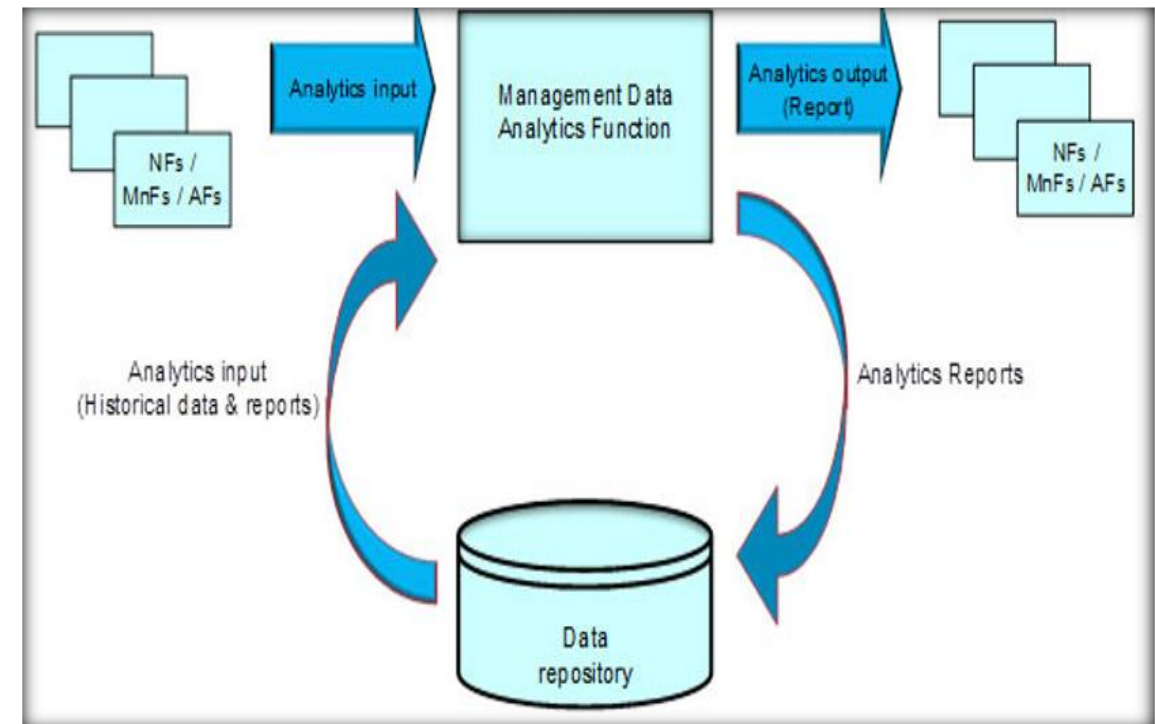 NFs /
MnFs / AFs
Analytics input
Management Data
Analytics Function
Analytics output
(Report)
NFs /
MnFs / AFs
Analytics input
(Historical data & reports)
Analytics Reports
Data
repository